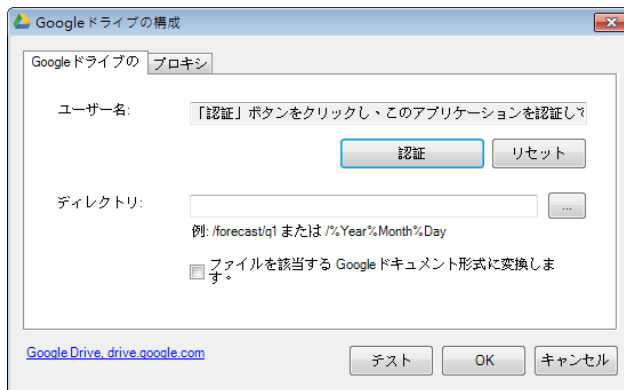 Googleドライブの構成
Googleドライブの プロキシ
ユーザー名: 「認証」ボタンをクリックし、このアプリケーションを認証して
認証 リセット
ディレクトリ: ...
例: /forecast/q1 または /%Year%Month%Day
ファイルを該当する Googleドキュメント形式に変換しま
す。
Google Drive, drive.google.com テスト OK キャンセル